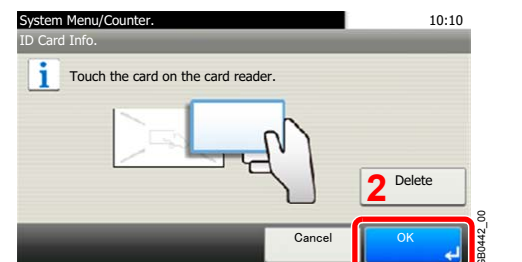 System Menu/Counter. 10:10
ID Card Info.
i Touch the card on the card reader.
2 Delete
Cancel OK
GB0442_00